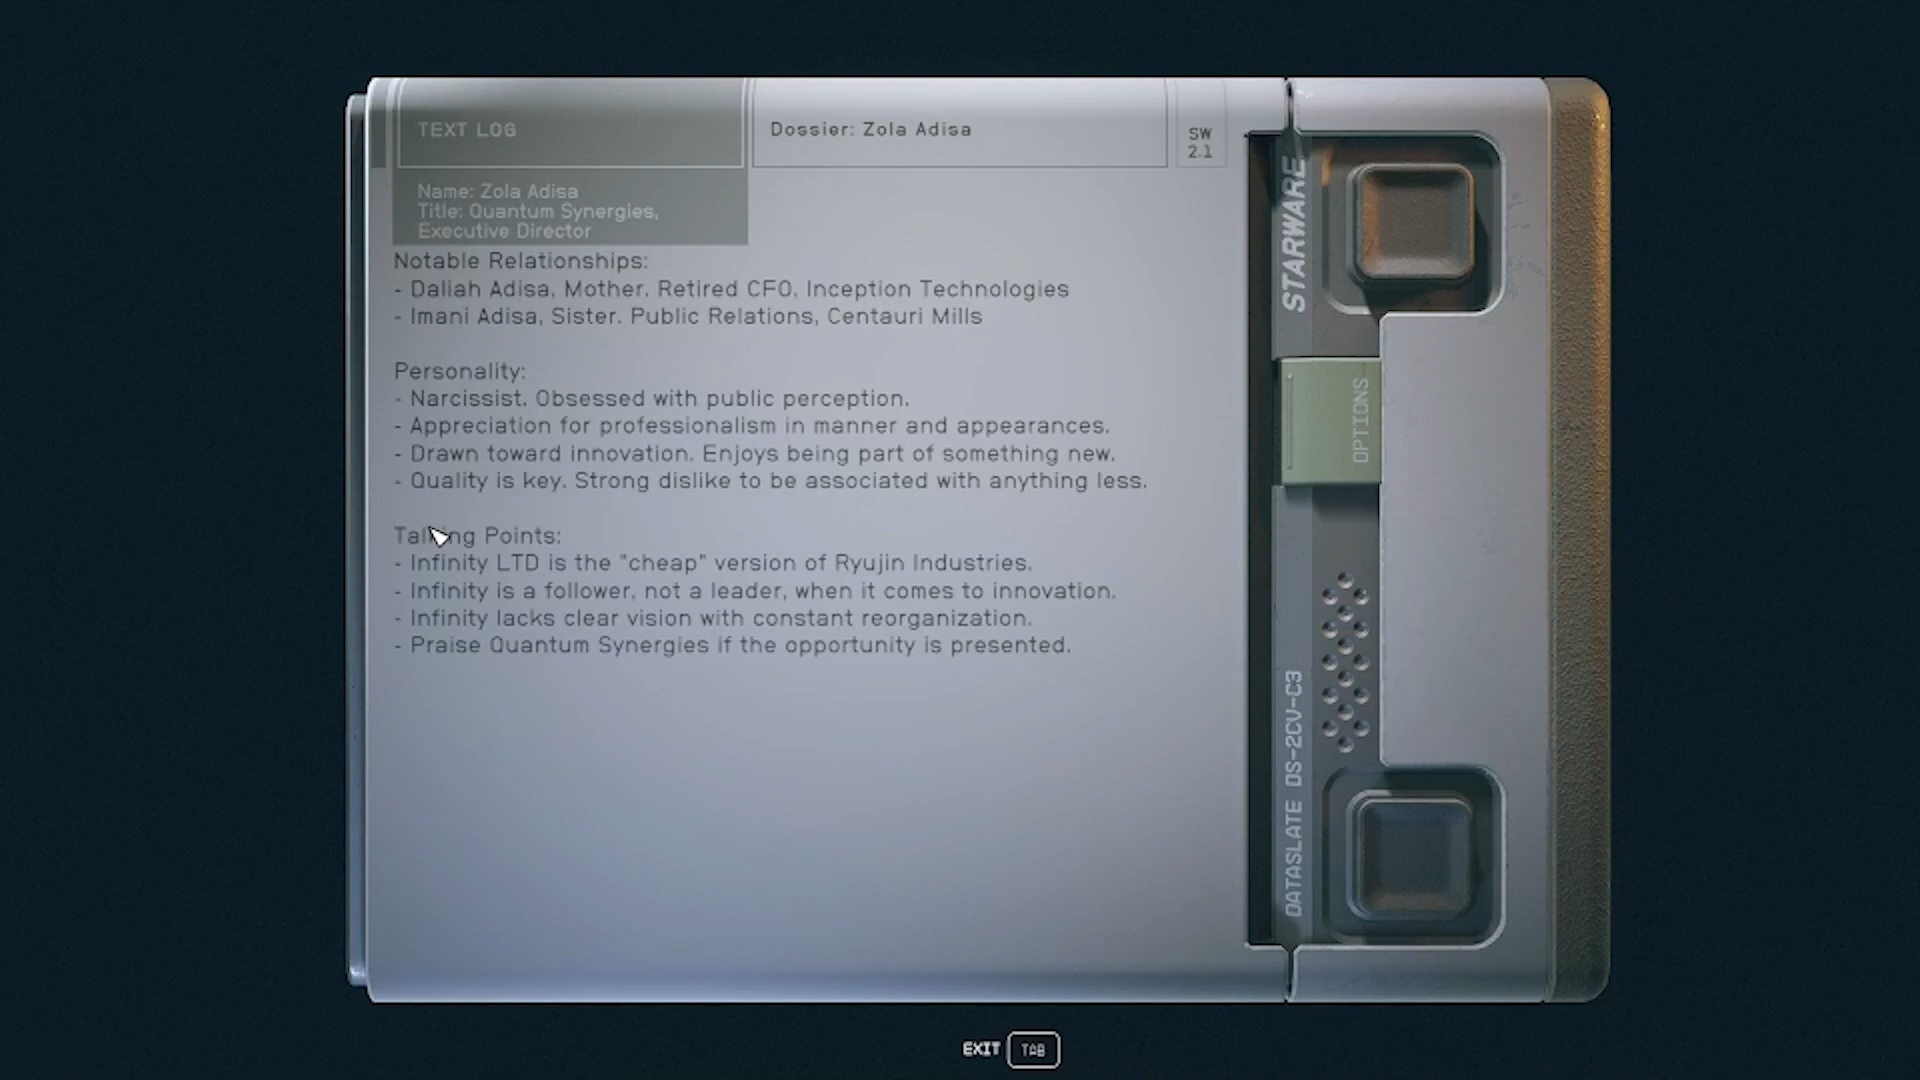 TEXT LOG
Dossier: Zola Adisa
SW
2.1
Name: Zola Adisa
Title: Quantum Synergies,
Executive Director
Notable Relationships:
- Daliah Adisa, Mother. Retired CFO, Inception Technologies
- Imani Adisa, Sister. Public Relations, Centauri Mills
Personality:
- Narcissist. Obsessed with public perception.
- Appreciation for professionalism in manner and appearances.
- Drawn toward innovation. Enjoys being part of something new.
- Quality is key. Strong dislike to be associated with anything less.
Talking Points:
- Infinity LTD is the "cheap" version of Ryujin Industries.
- Infinity is a follower, not a leader, when it comes to innovation.
- Infinity lacks clear vision with constant reorganization.
- Praise Quantum Synergies if the opportunity is presented.
STARWARE
OPTIONS
DATASLATE DS-2CV-C3
EXIT TAB